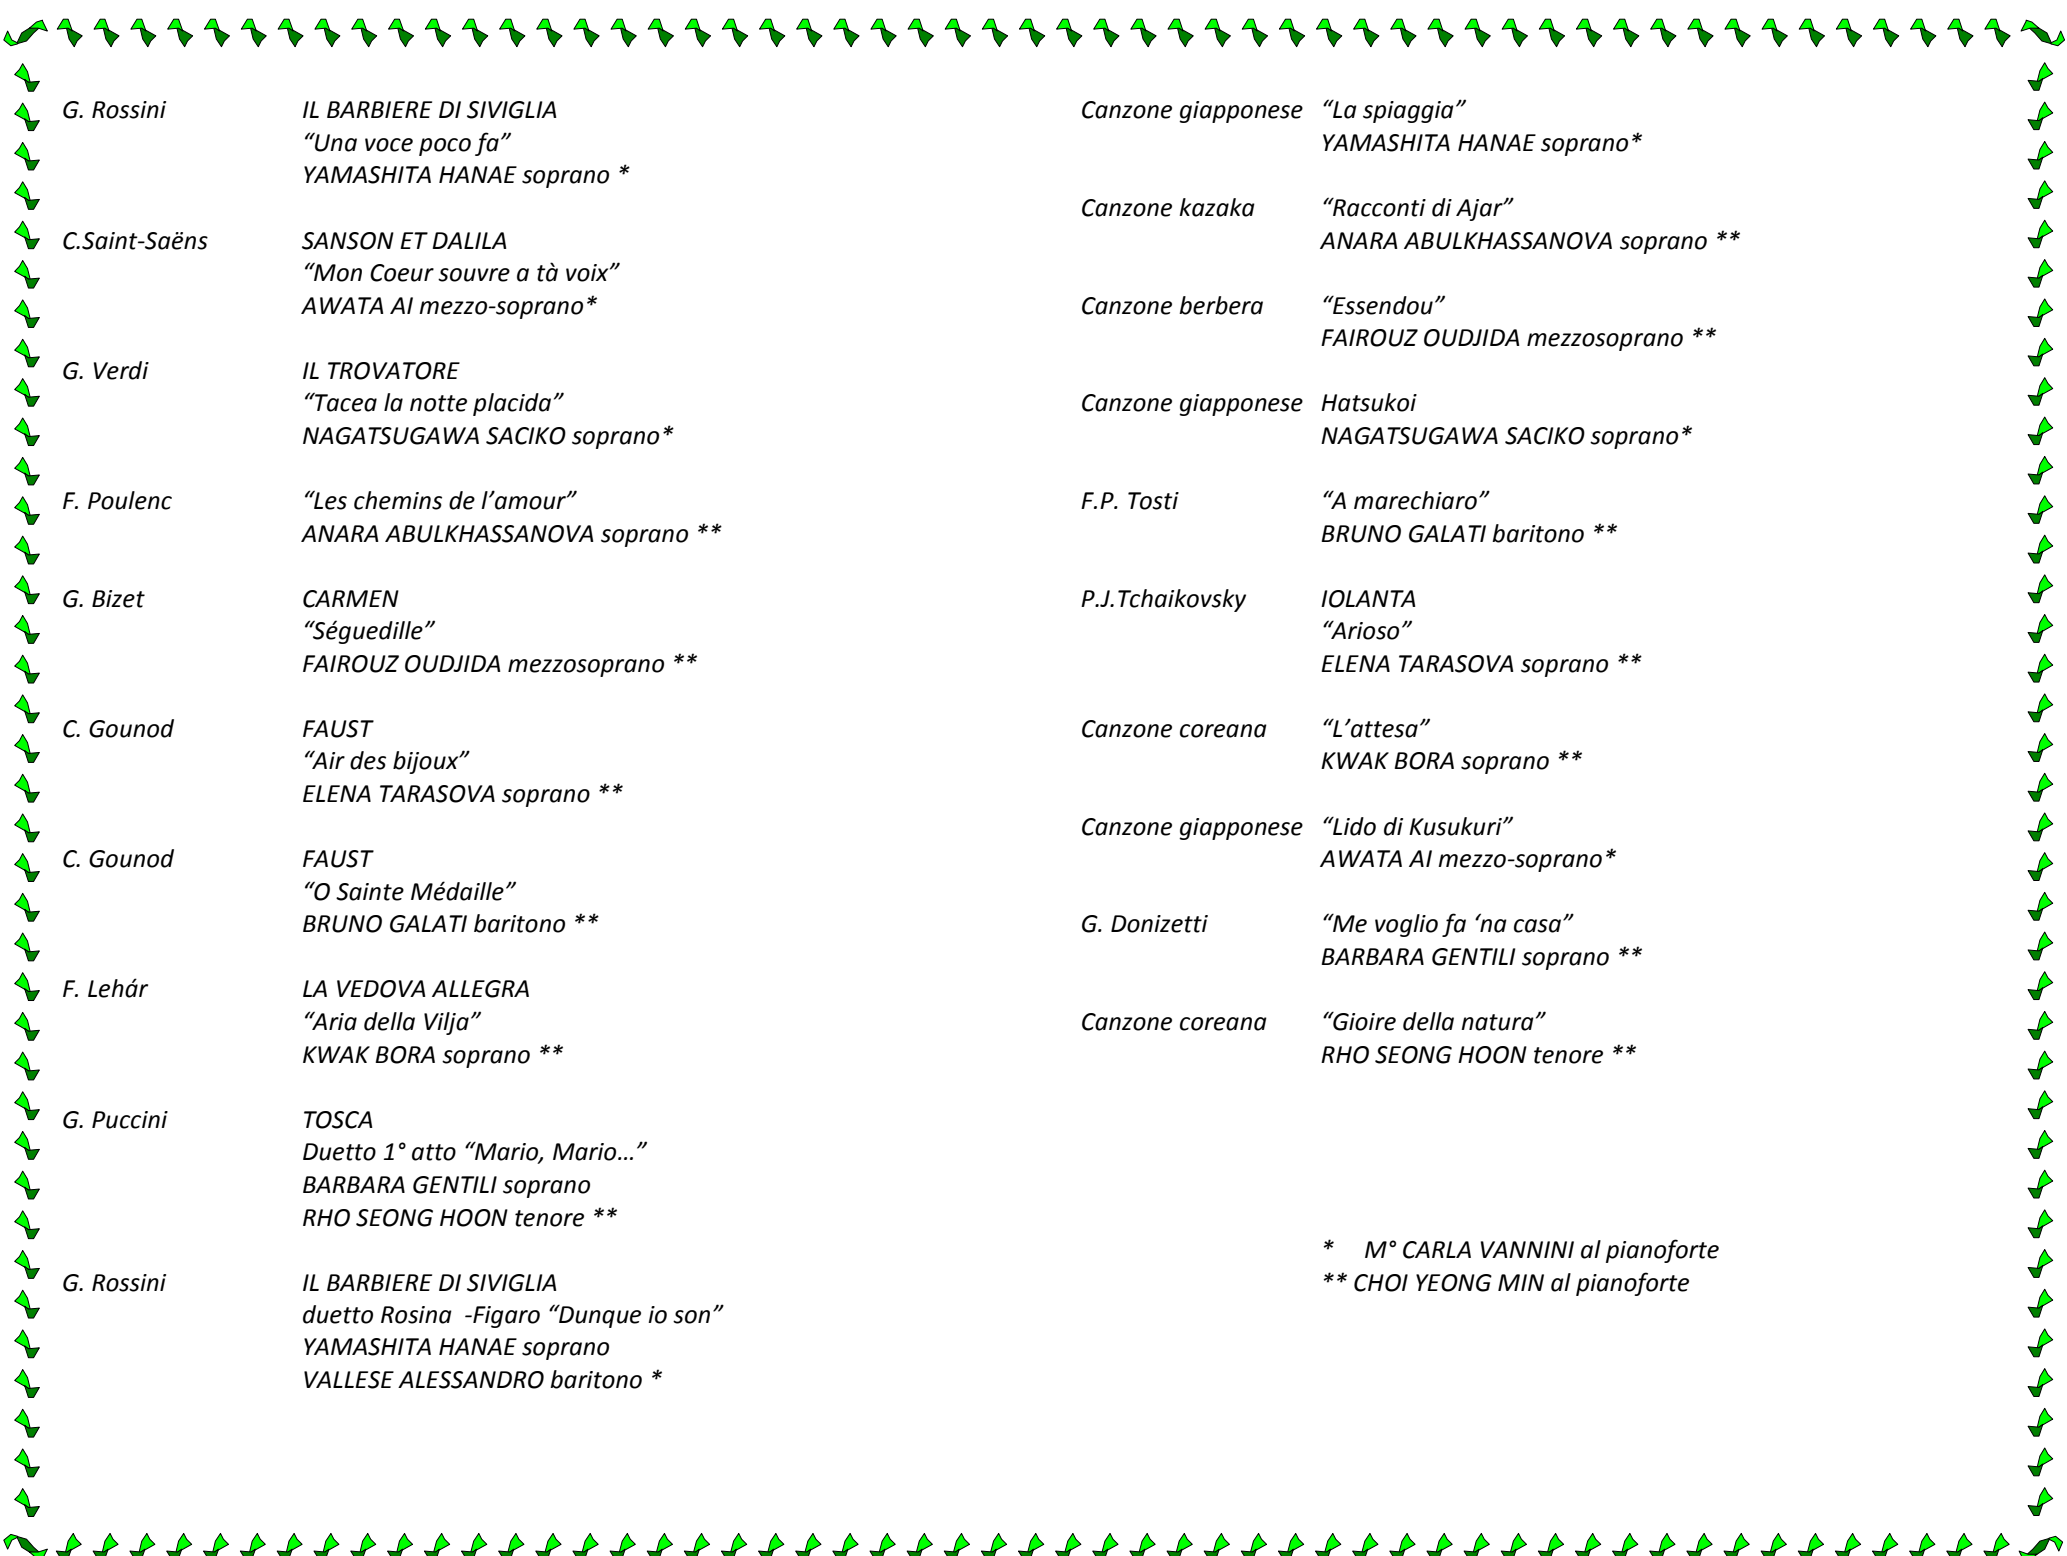 G. Rossini IL BARBIERE DI SIVIGLIA
“Una voce poco fa”
YAMASHITA HANAE soprano *
C.Saint-Saëns SANSON ET DALILA
“Mon Coeur souvre a tà voix”
AWATA AI mezzo-soprano*
G. Verdi IL TROVATORE
“Tacea la notte placida”
NAGATSUGAWA SACIKO soprano*
F. Poulenc “Les chemins de l’amour”
ANARA ABULKHASSANOVA soprano **
G. Bizet CARMEN
“Séguedille”
FAIROUZ OUDJIDA mezzosoprano **
C. Gounod FAUST
“Air des bijoux”
ELENA TARASOVA soprano **
C. Gounod FAUST
“O Sainte Médaille”
BRUNO GALATI baritono **
F. Lehár LA VEDOVA ALLEGRA
“Aria della Vilja”
KWAK BORA soprano **
G. Puccini TOSCA
Duetto 1° atto “Mario, Mario…”
BARBARA GENTILI soprano
RHO SEONG HOON tenore **
G. Rossini IL BARBIERE DI SIVIGLIA
duetto Rosina -Figaro “Dunque io son”
YAMASHITA HANAE soprano
VALLESE ALESSANDRO baritono *
Canzone giapponese “La spiaggia”
YAMASHITA HANAE soprano*
Canzone kazaka “Racconti di Ajar”
ANARA ABULKHASSANOVA soprano **
Canzone berbera “Essendou”
FAIROUZ OUDJIDA mezzosoprano **
Canzone giapponese Hatsukoi
NAGATSUGAWA SACIKO soprano*
F.P. Tosti “A marechiaro”
BRUNO GALATI baritono **
P.J.Tchaikovsky IOLANTA
“Arioso”
ELENA TARASOVA soprano **
Canzone coreana “L’attesa”
KWAK BORA soprano **
Canzone giapponese “Lido di Kusukuri”
AWATA AI mezzo-soprano*
G. Donizetti “Me voglio fa ‘na casa”
BARBARA GENTILI soprano **
Canzone coreana “Gioire della natura”
RHO SEONG HOON tenore **
* M° CARLA VANNINI al pianoforte
** CHOI YEONG MIN al pianoforte